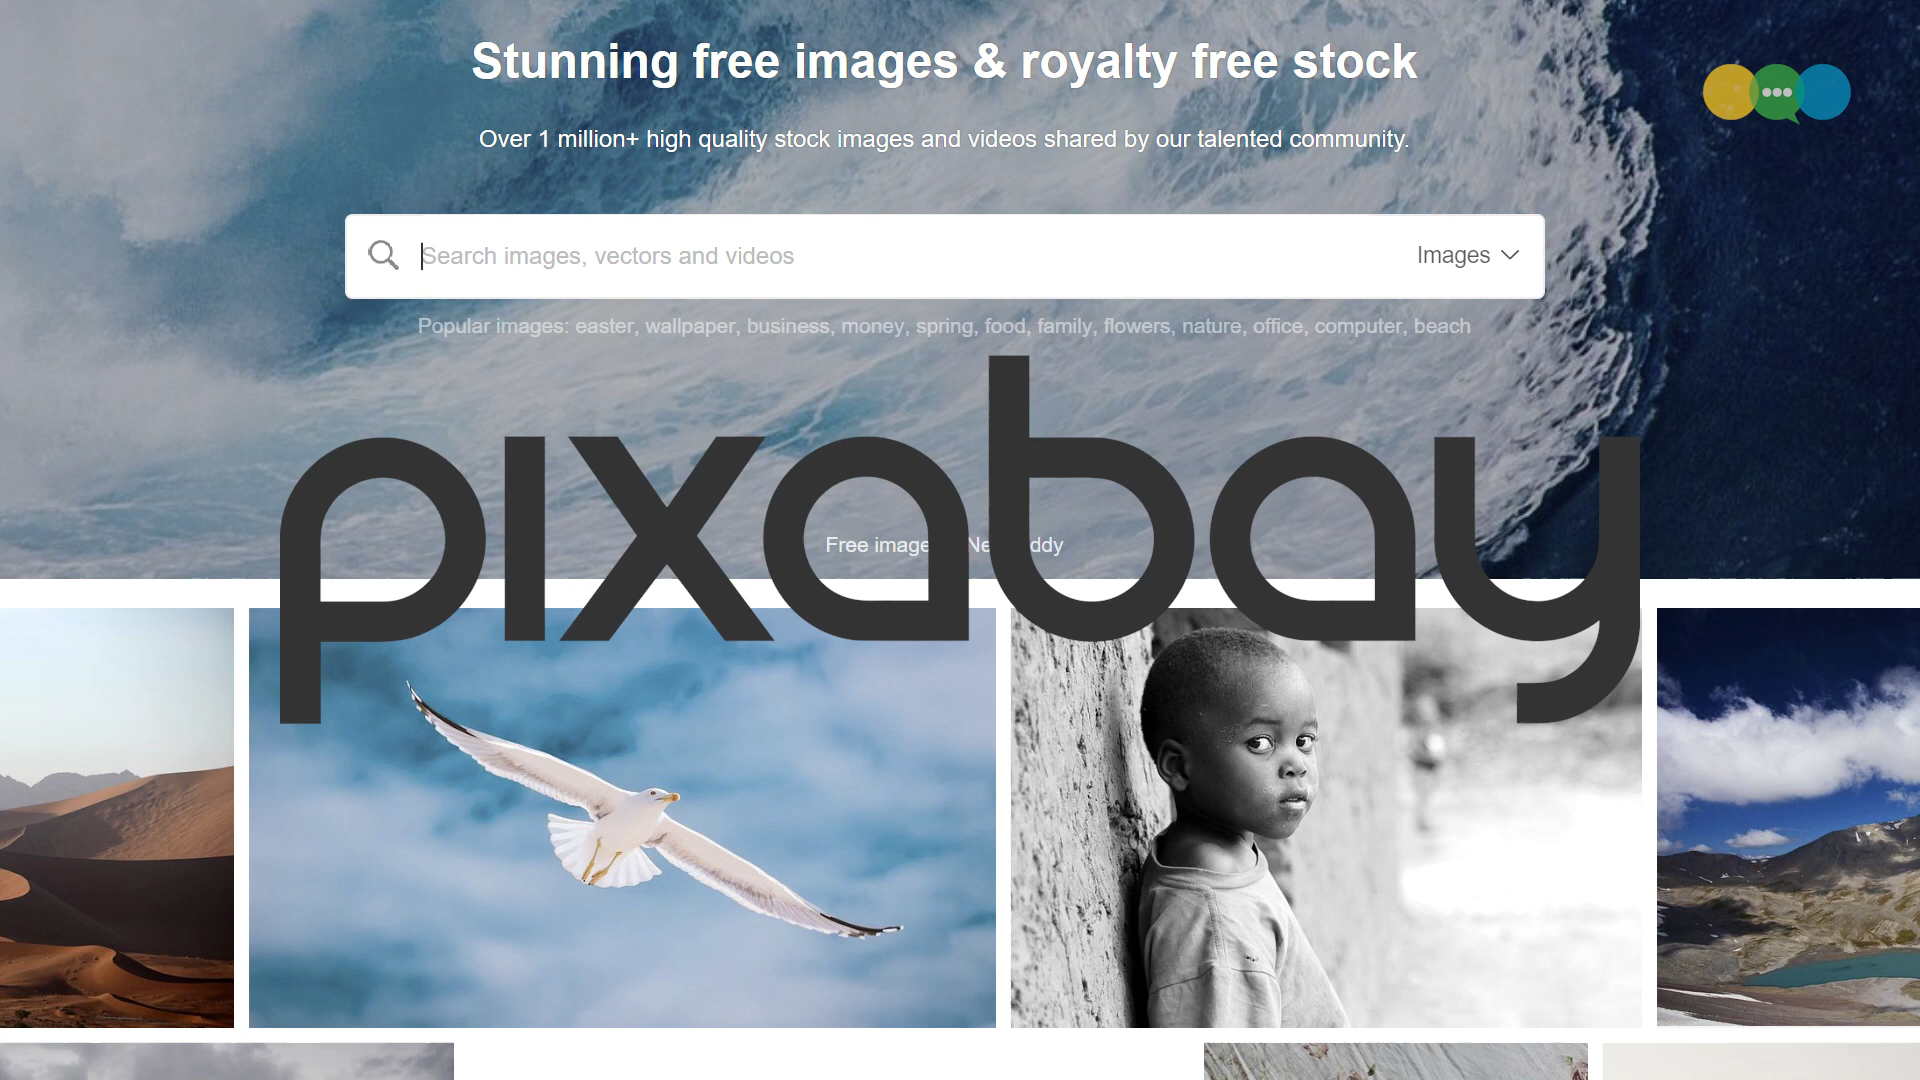 Stunning free images & royalty free stock
Over 1 million+ high quality stock images and videos shared by our talented community.
Search images, vectors and videos
Images
Popular images: easter, wallpaper, business, money, spring, food, family, flowers, nature, office, computer, beach
pixabay
Free